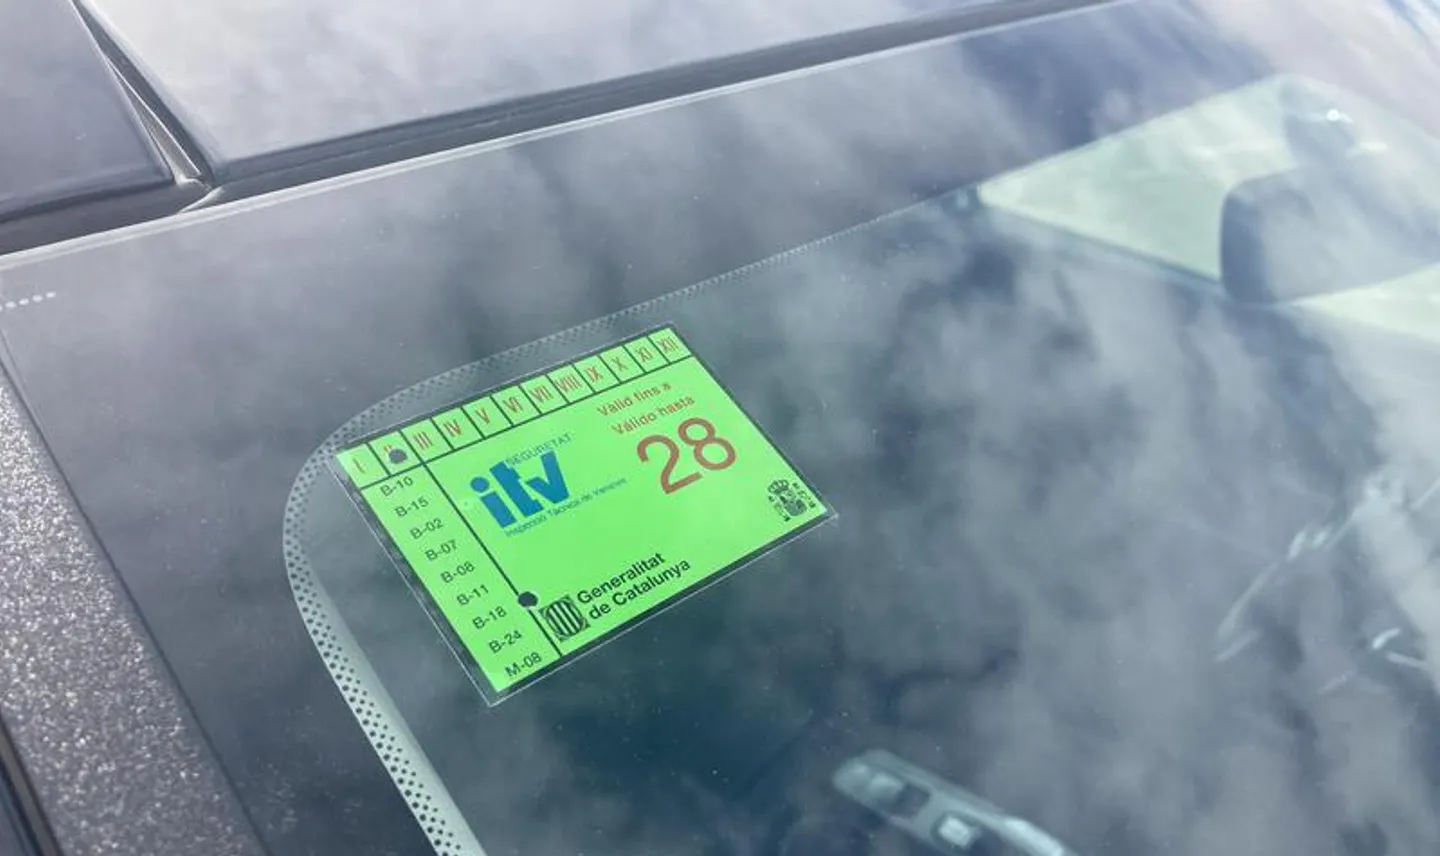 I II III IV V VI VII VIII IX X XI XII
Vàlid fins a
Válido hasta
28
SEGURETAT
itv
Inspecció Tècnica de Vehicles
B-10
B-15
B-02
B-07
B-08
B-11
B-18
B-24
M-08
Generalitat
de Catalunya